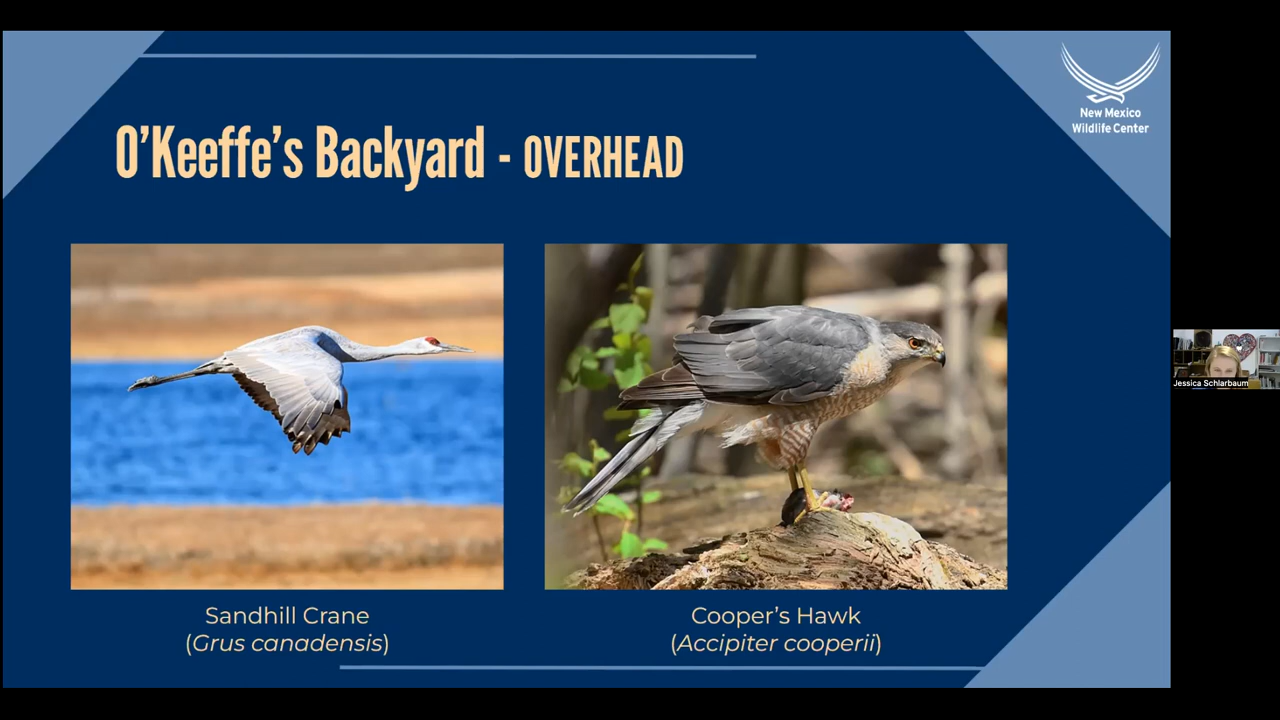 New Mexico
Wildlife Center
O'Keeffe's Backyard - OVERHEAD
Jessica Schlarbaum
Sandhill Crane
(Grus canadensis)
Cooper's Hawk
(Accipiter cooperii)